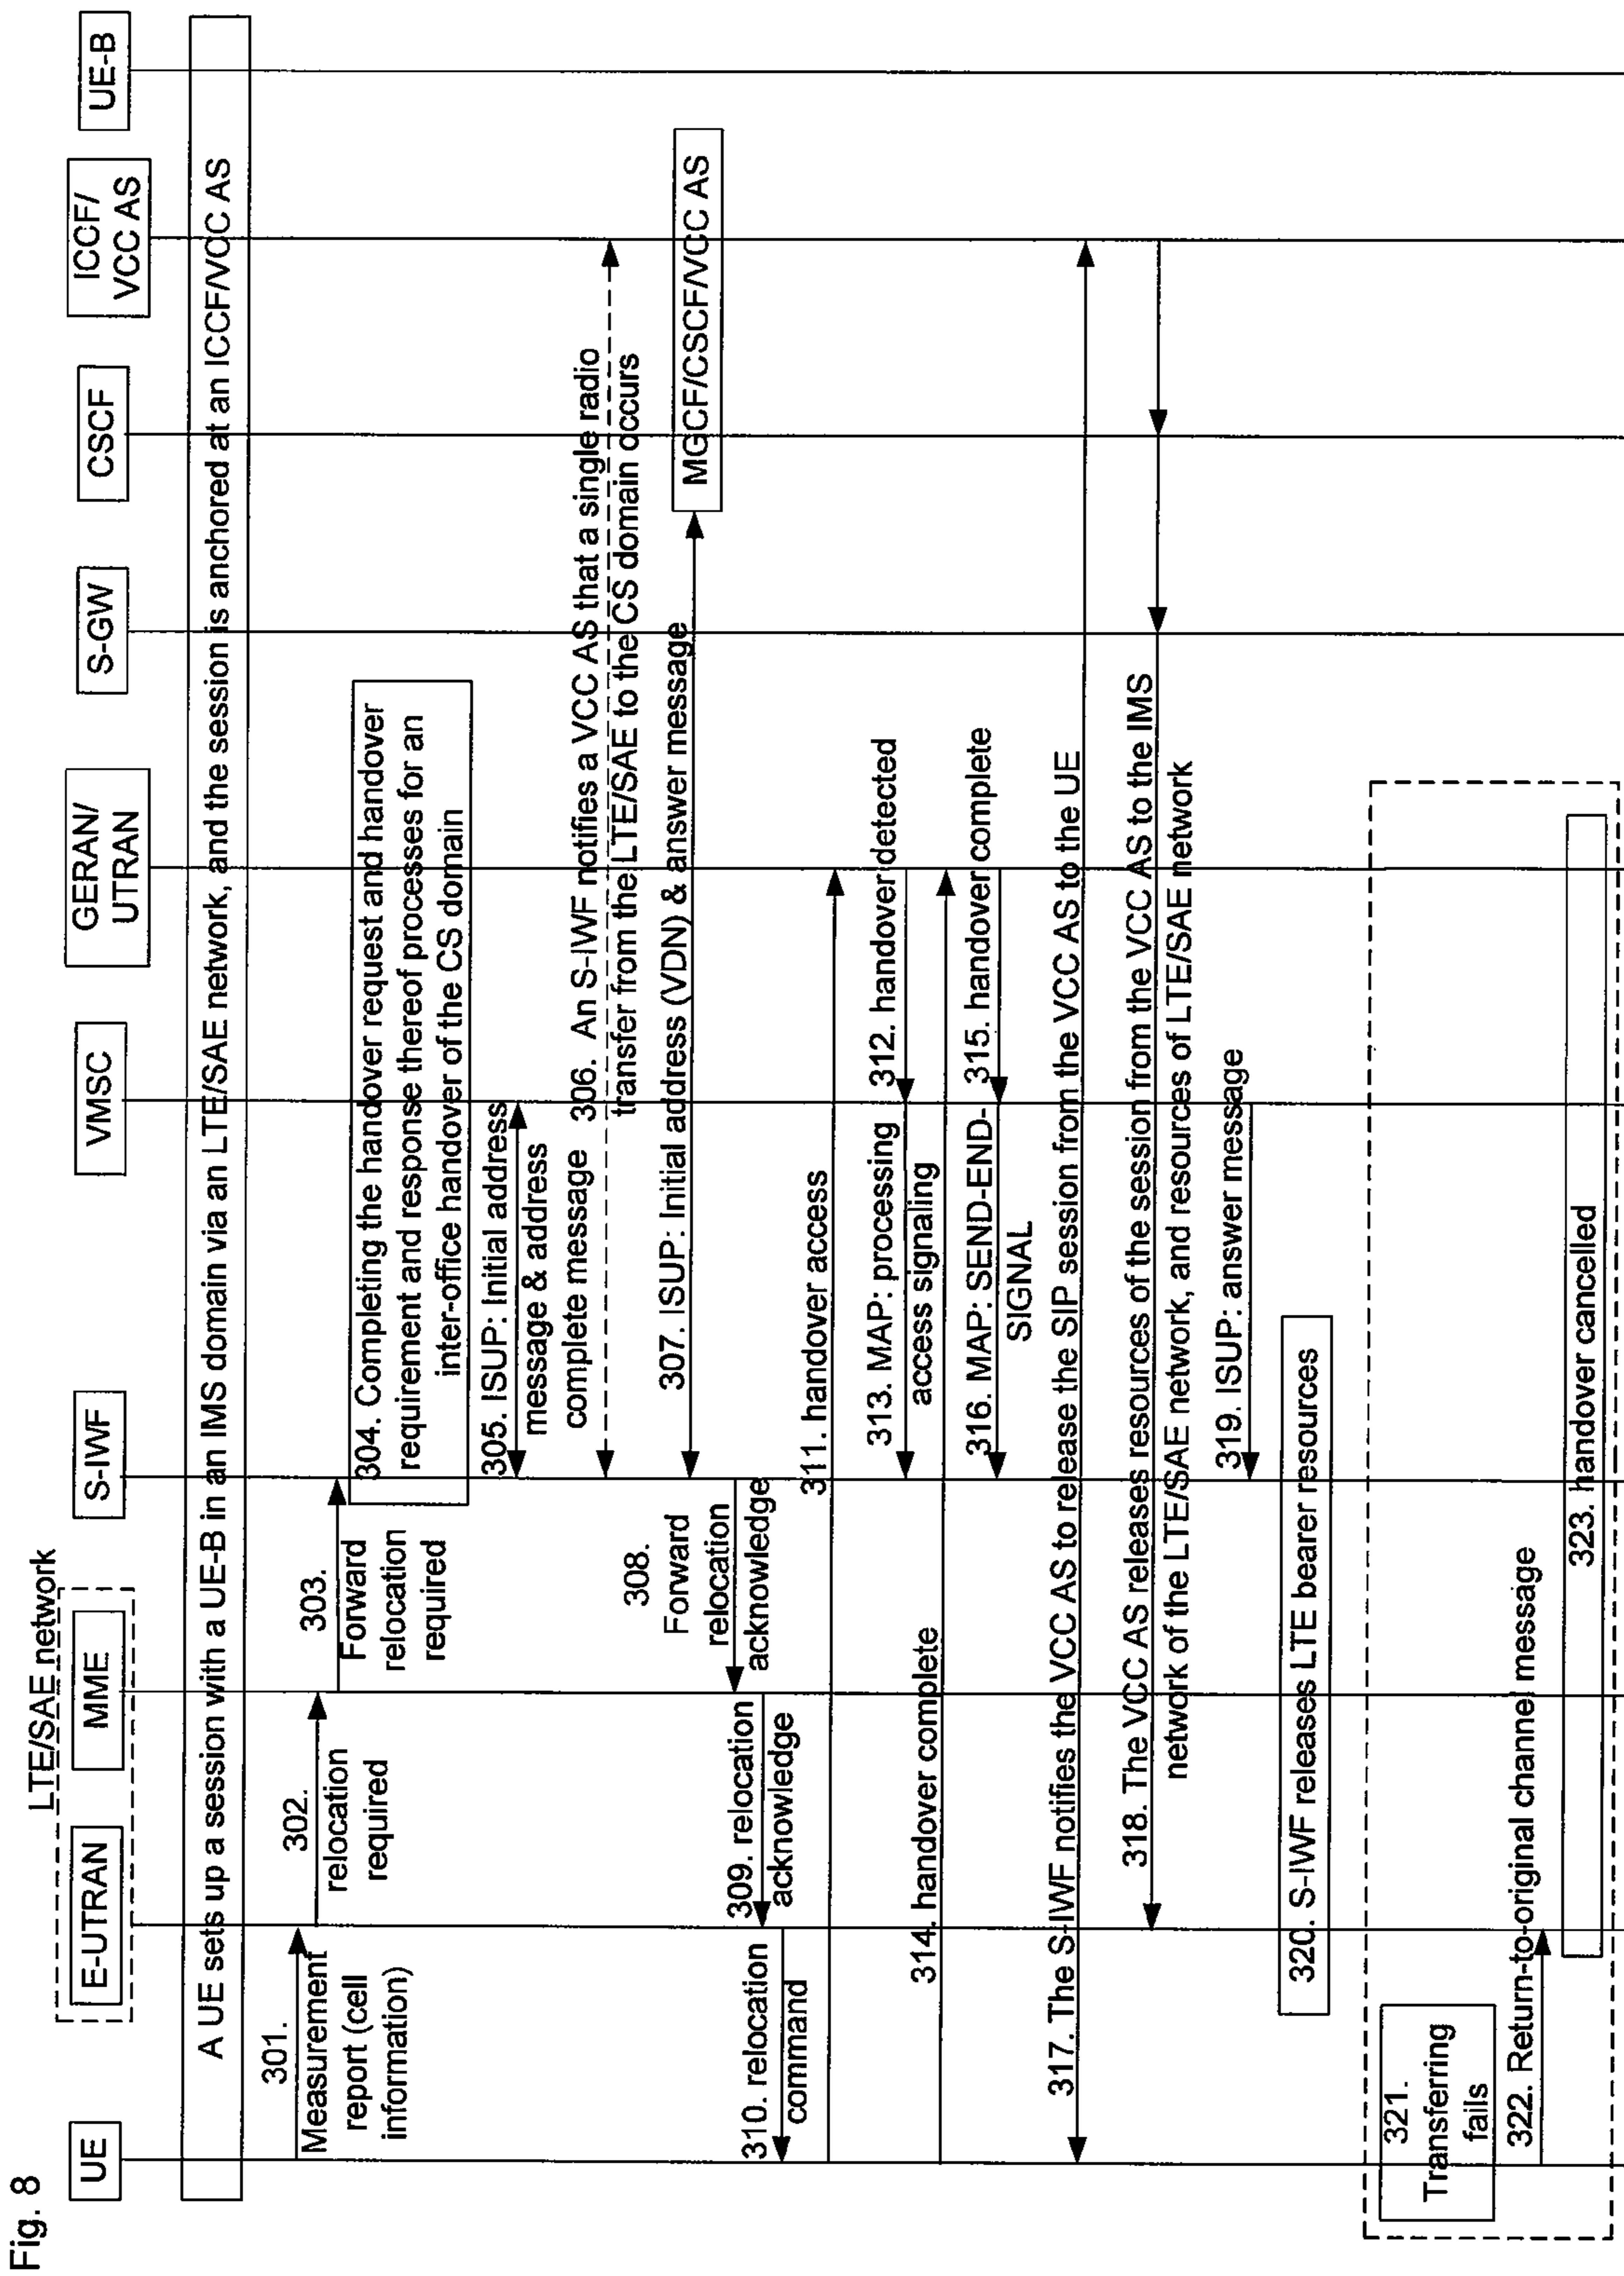 Fig. 8
LTE/SAE network
UE
E-UTRAN
MME
S-IWF
VMSC
GERAN/
UTRAN
S-GW
CSCF
ICCF/
VCC AS
UE-B
A UE sets up a session with a UE-B in an IMS domain via an LTE/SAE network, and the session is anchored at an ICCF/VCC AS
301.
Measurement
report (cell
information)
302.
relocation
required
303.
Forward
relocation
required
304. Completing the handover request and handover
requirement and response thereof processes for an
inter-office handover of the CS domain
305. ISUP: Initial address
message & address
complete message
306. An S-IWF notifies a VCC AS that a single radio
transfer from the LTE/SAE to the CS domain occurs
307. ISUP: Initial address (VDN) & answer message
MGCF/CSCF/VCC AS
308.
Forward
relocation
acknowledge
309. relocation
acknowledge
310. relocation
command
311. handover access
312. handover detected
313. MAP: processing
access signaling
314. handover complete
315. handover complete
316. MAP: SEND-END-
SIGNAL
317. The S-IWF notifies the VCC AS to release the SIP session from the VCC AS to the UE
318. The VCC AS releases resources of the session from the VCC AS to the IMS
network of the LTE/SAE network, and resources of LTE/SAE network
319. ISUP: answer message
320. S-IWF releases LTE bearer resources
321.
Transferring
fails
322. Return-to-original channel message
323. handover cancelled